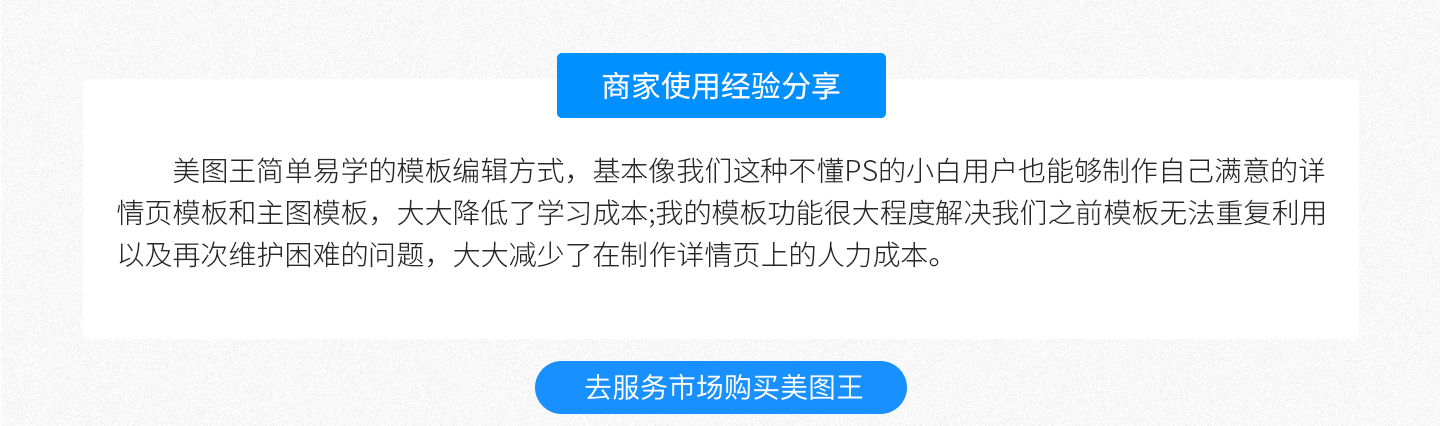 商家使用经验分享
美图王简单易学的模板编辑方式，基本像我们这种不懂PS的小白用户也能够制作自己满意的详
情页模板和主图模板，大大降低了学习成本;我的模板功能很大程度解决我们之前模板无法重复利用
以及再次维护困难的问题，大大减少了在制作详情页上的人力成本。
去服务市场购买美图王